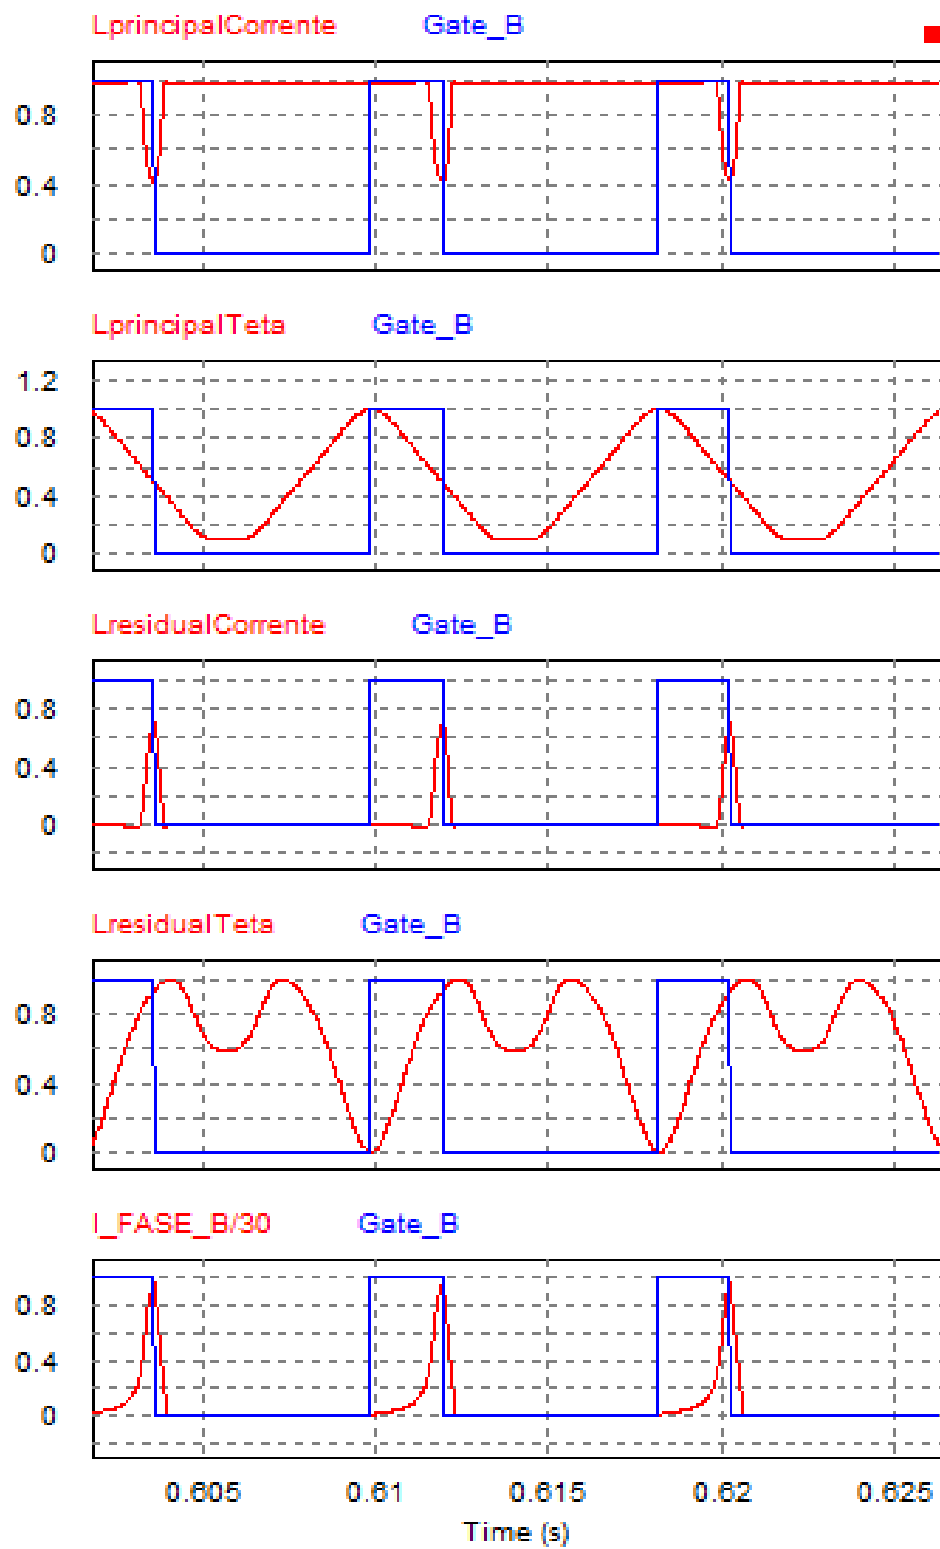 LprincipalCorrente Gate_B
0.8
0.4
0
LprincipalTeta Gate_B
1.2
0.8
0.4
0
LresidualCorrente Gate_B
0.8
0.4
0
LresidualTeta Gate_B
0.8
0.4
0
I_FASE_B/30 Gate_B
0.8
0.4
0
0.605 0.61 0.615 0.62 0.625
Time (s)